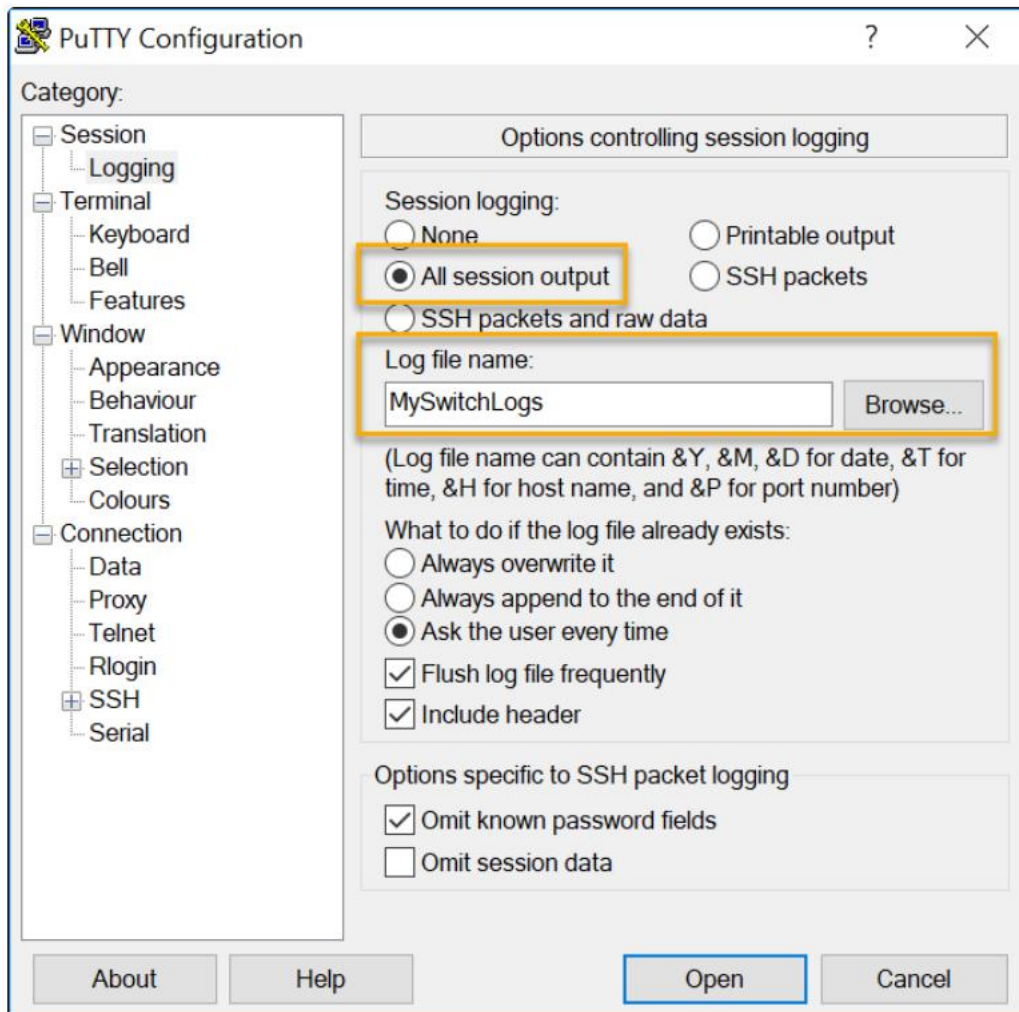 PuTTY Configuration
?
Category:
Session
Logging
Terminal
Keyboard
Bell
Features
Window
Appearance
Behaviour
Translation
Selection
Colours
Connection
Data
Proxy
Telnet
Rlogin
SSH
Serial
Options controlling session logging
Session logging:
None
Printable output
All session output
SSH packets
SSH packets and raw data
Log file name:
MySwitchLogs
Browse...
(Log file name can contain &Y, &M, &D for date, &T for
time, &H for host name, and &P for port number)
What to do if the log file already exists:
Always overwrite it
Always append to the end of it
Ask the user every time
Flush log file frequently
Include header
Options specific to SSH packet logging
Omit known password fields
Omit session data
About
Help
Open
Cancel